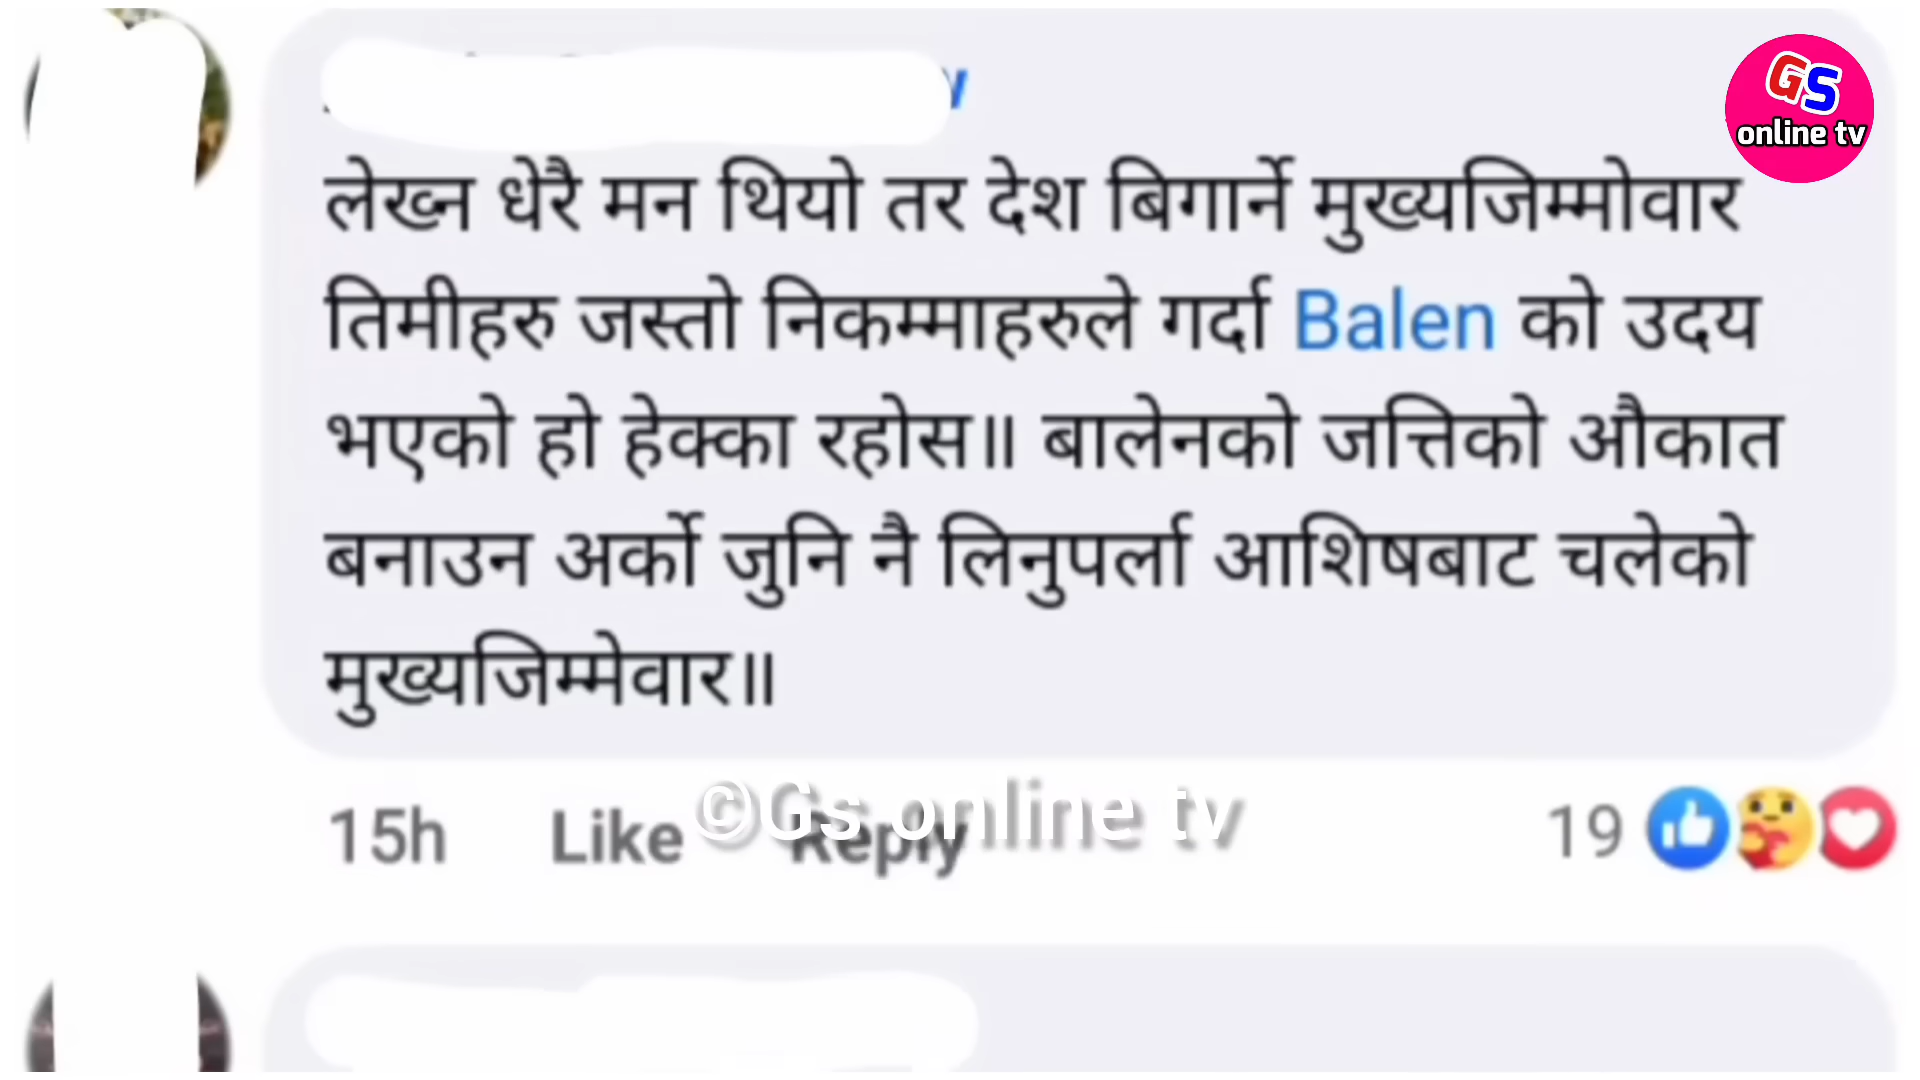 GS
online tv
लेख्न धेरै मन थियो तर देश बिगार्ने मुख्यजिम्मोवार
तिमीहरु जस्तो निकम्माहरुले गर्दा Balen को उदय
भएको हो हेक्का रहोस॥ बालेनको जत्तिको औकात
बनाउन अर्को जुनि नै लिनुपर्ला आशिषबाट चलेको
मुख्यजिम्मेवार॥
15h Like Reply 19
©Gs online tv